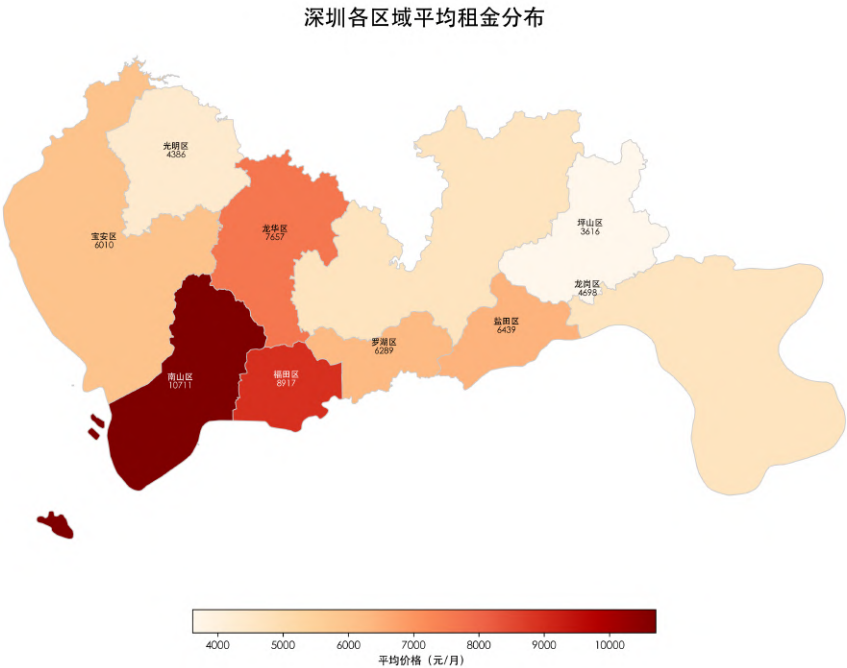 深圳各区域平均租金分布
光明区
4386
宝安区
6010
龙华区
7657
坪山区
3616
龙岗区
4698
盐田区
6439
罗湖区
6289
南山区
10711
福田区
8917
4000
5000
6000
7000
8000
9000
10000
平均价格（元/月）